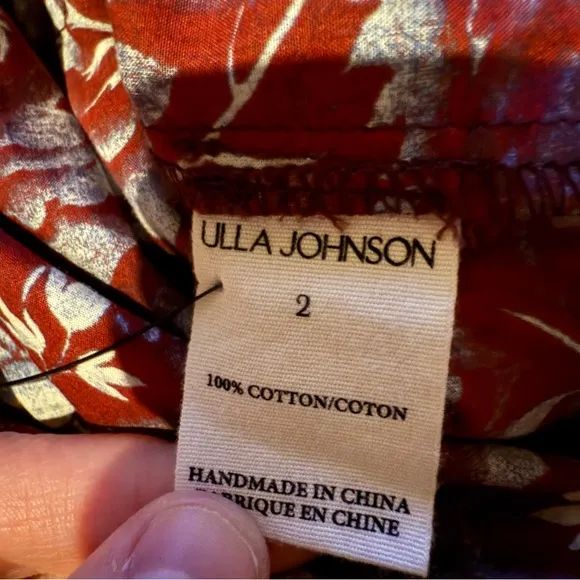 ULLA JOHNSON
2
100% COTTON/COTON
HANDMADE IN CHINA
FABRIQUE EN CHINE